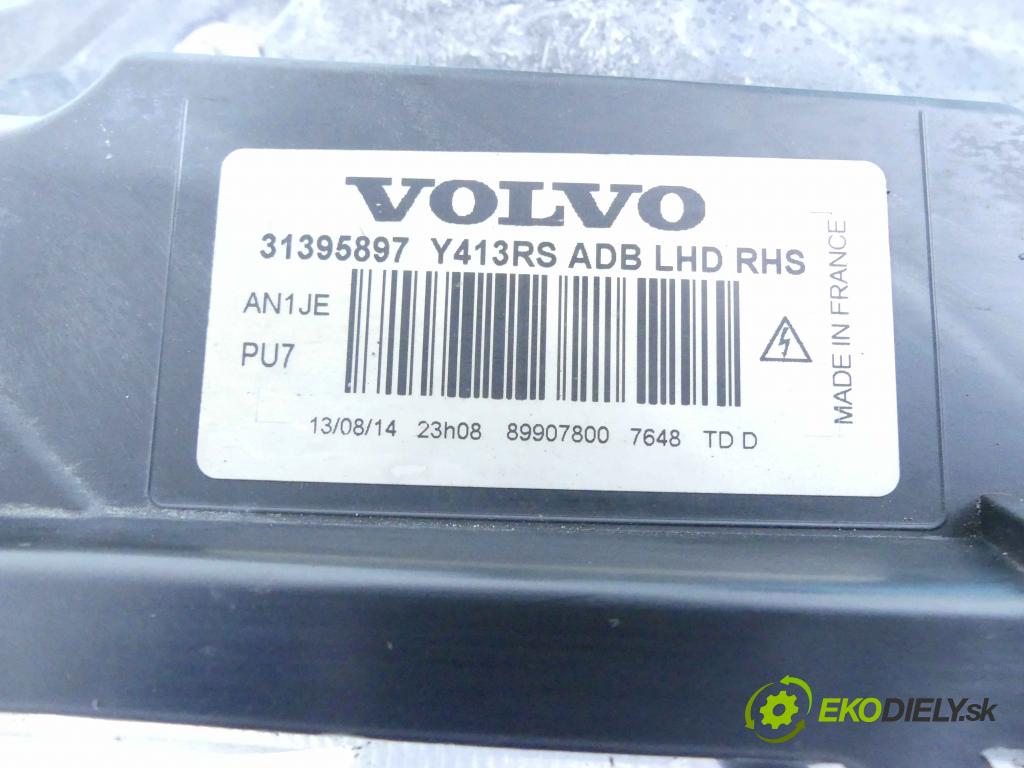 VOLVO
31395897 Y413RS ADB LHD RHS
AN1JE
PU7
13/08/14 23h08 89907800 7648 TD D
MADE IN FRANCE
EKODIELY.sk